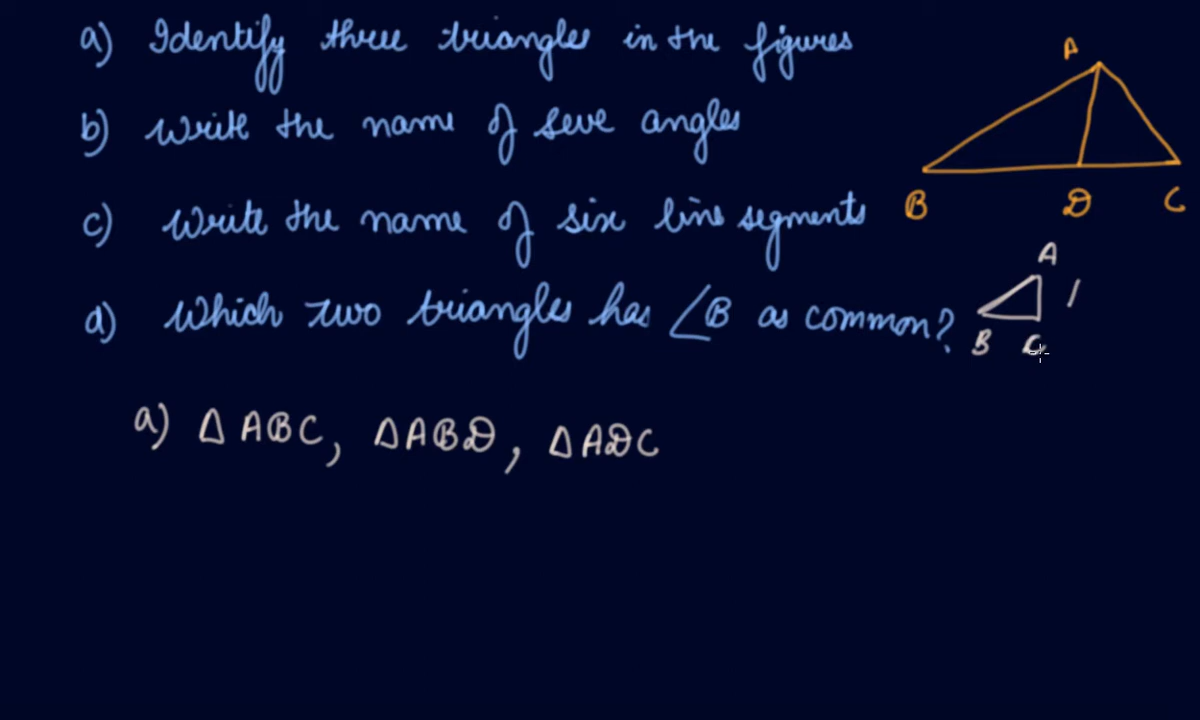 a) Identify three triangles in the figures
b) Write the name of seve angles
c) Write the name of six line segments
d) Which two triangles has ∠B as common?
A
B D C
A
B C
a) Δ ABC, ΔABD, ΔADC